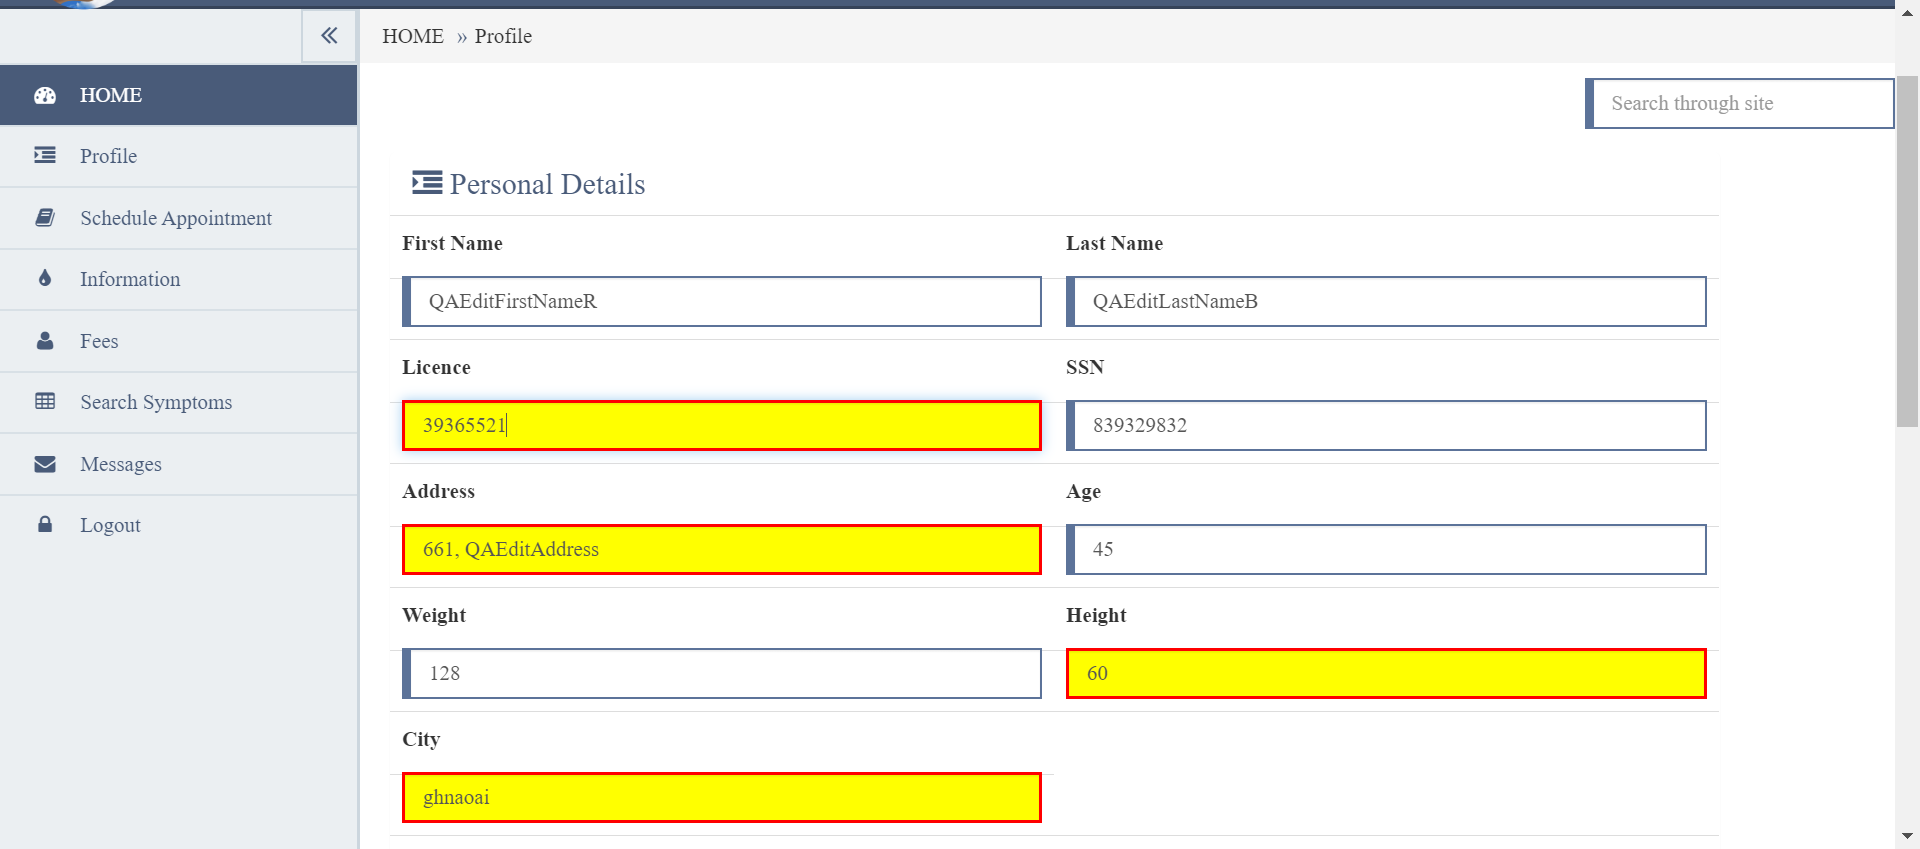 HOME » Profile
HOME
Profile
Schedule Appointment
Information
Fees
Search Symptoms
Messages
Logout
Search through site
Personal Details
First Name
Last Name
QAEditFirstNameR
QAEditLastNameB
Licence
SSN
39365521
839329832
Address
Age
661, QAEditAddress
45
Weight
Height
128
60
City
ghnaoai